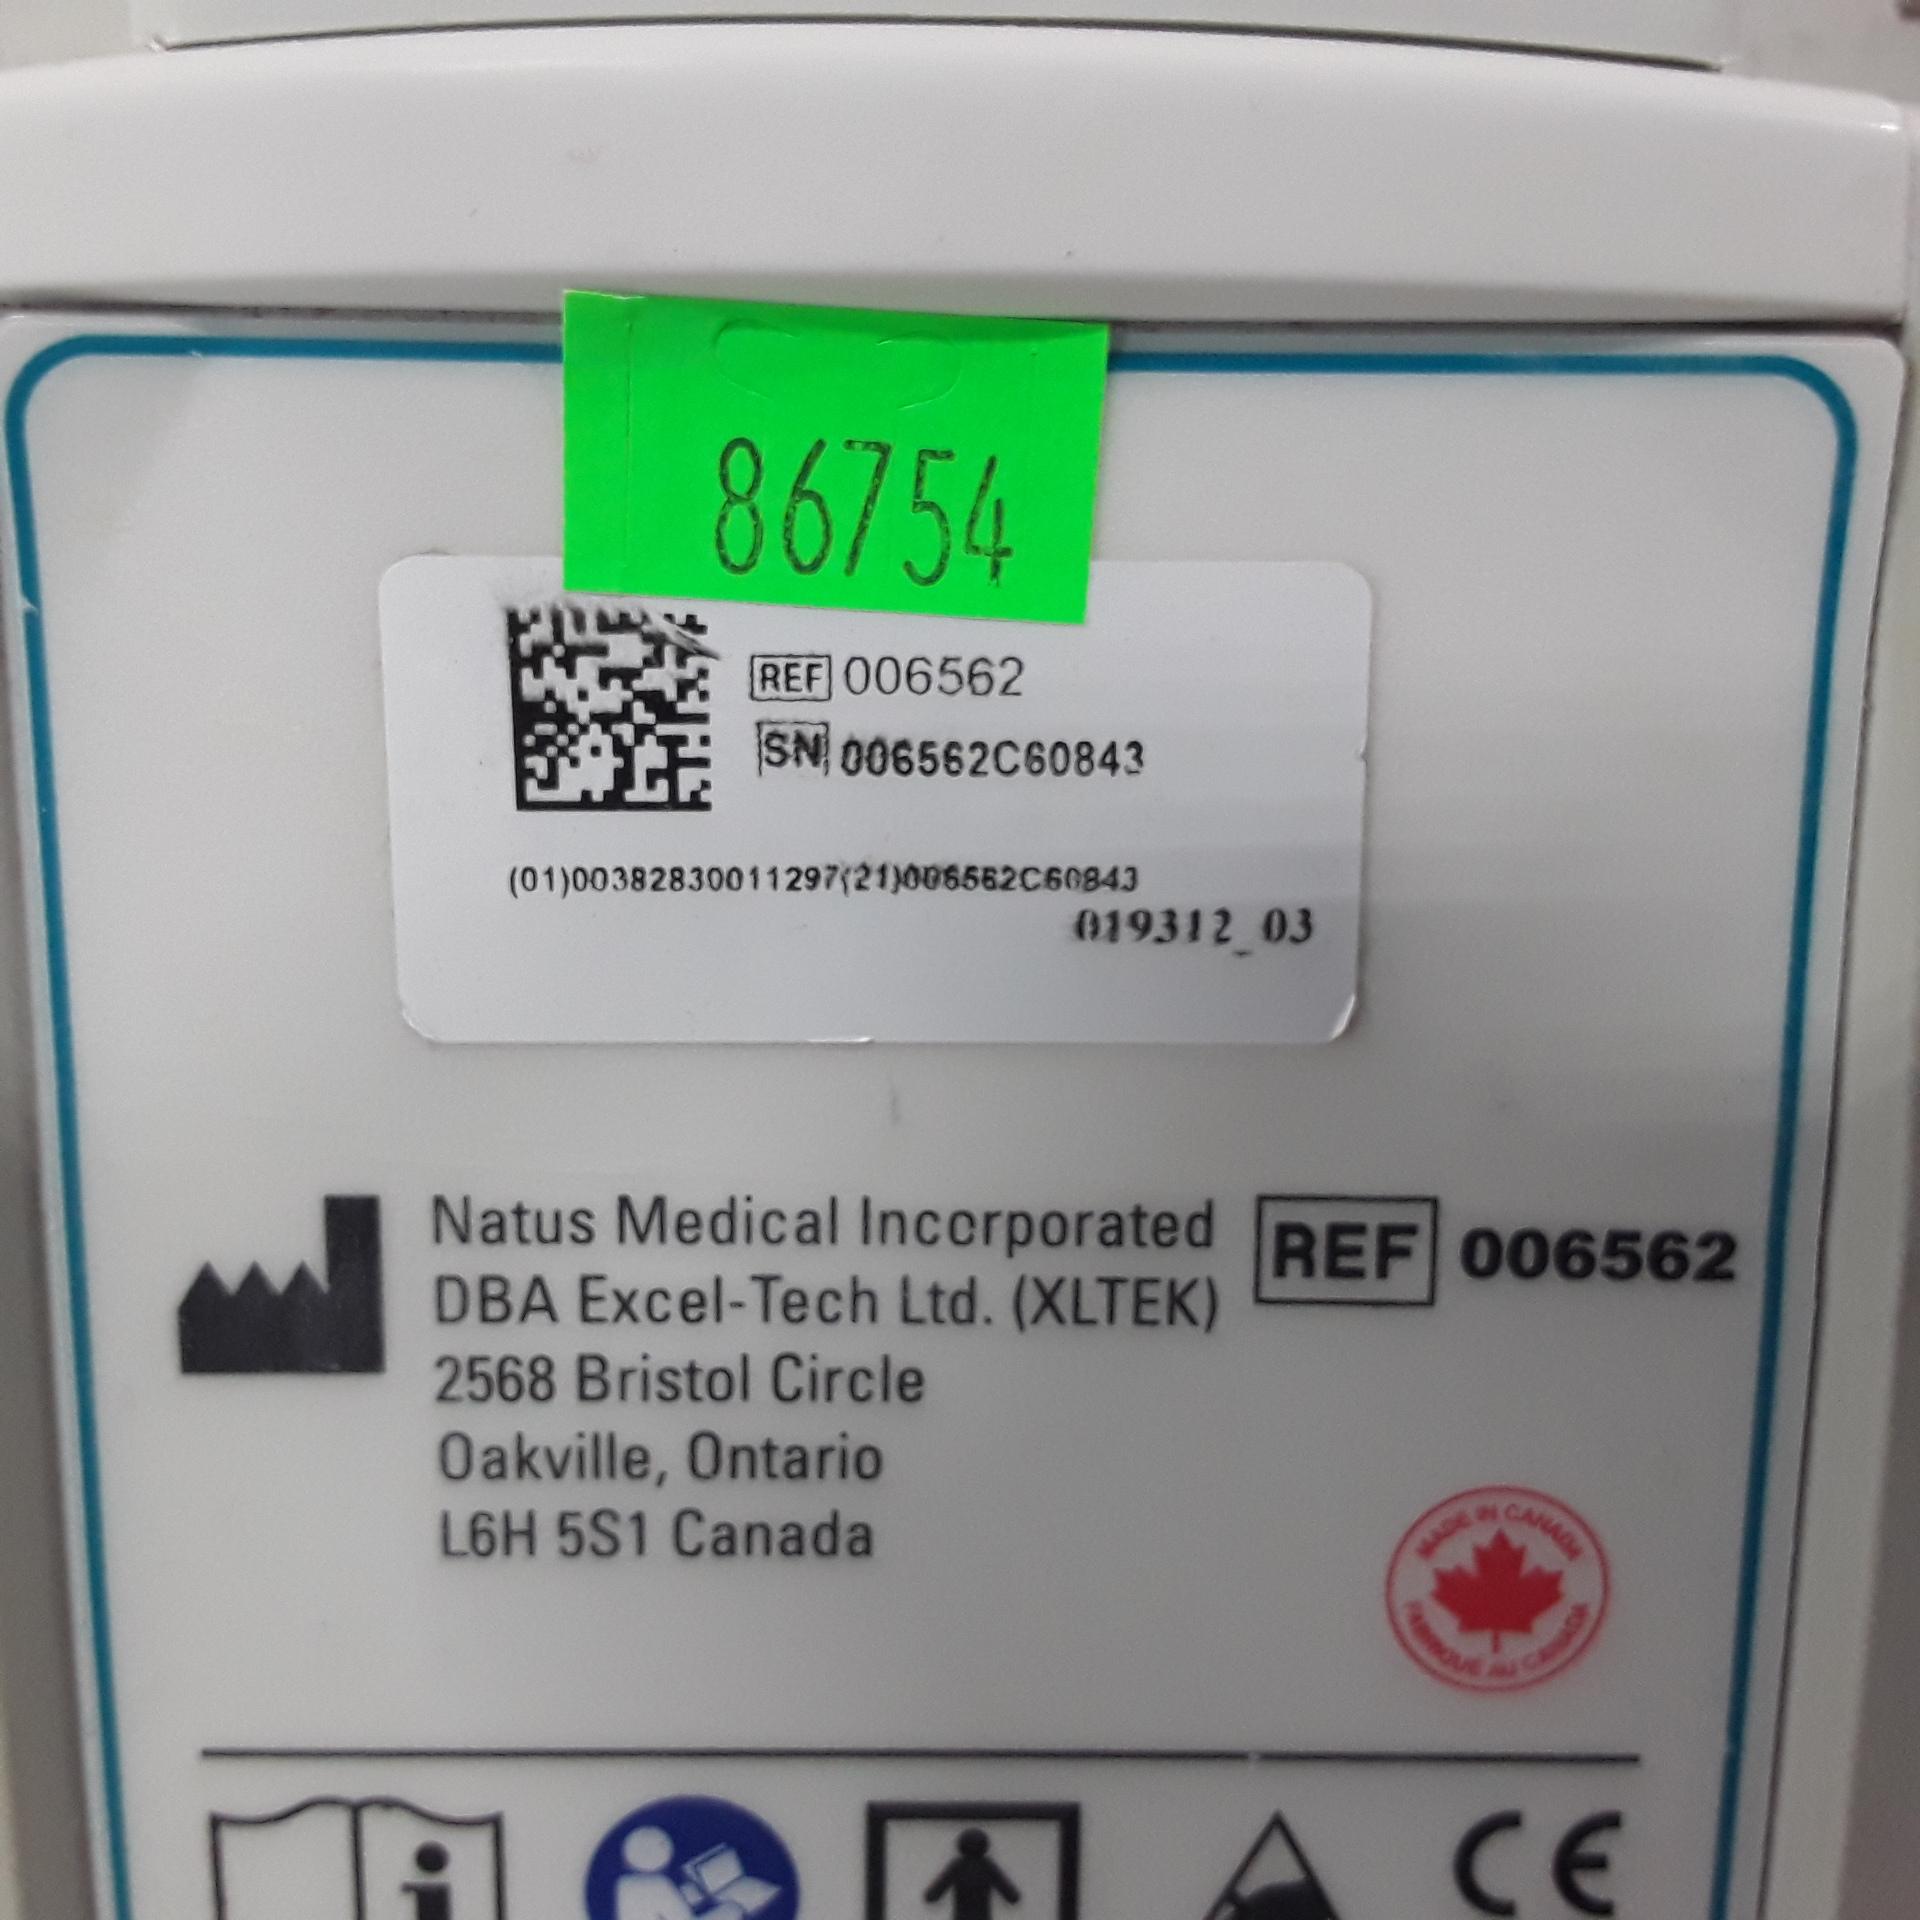 86754
REF 006562
SN 006562C60843
(01)00382830011297(21)006562C60843
019312_03
Natus Medical Incorporated
DBA Excel-Tech Ltd. (XLTEK)
2568 Bristol Circle
Oakville, Ontario
L6H 5S1 Canada
REF 006562
MADE IN CANADA
FABRIQUÉ AU CANADA
i
CE